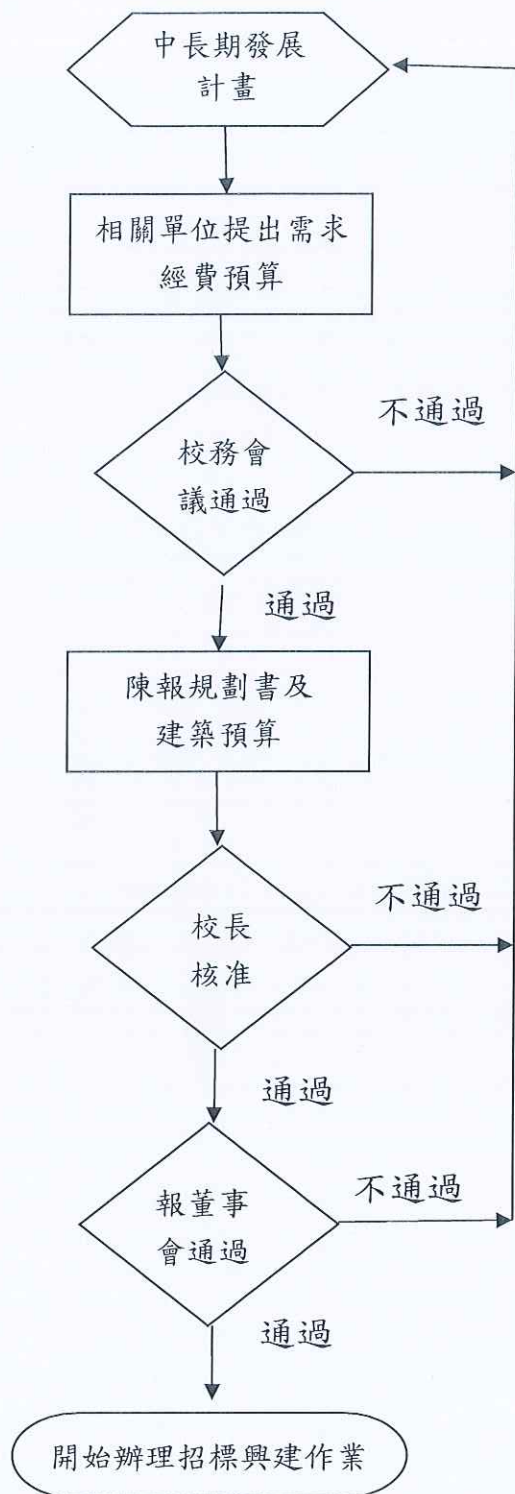 中長期發展
計畫
相關單位提出需求
經費預算
不通過
校務會
議通過
通過
陳報規劃書及
建築預算
不通過
校長
核准
通過
不通過
報董事
會通過
通過
開始辦理招標興建作業